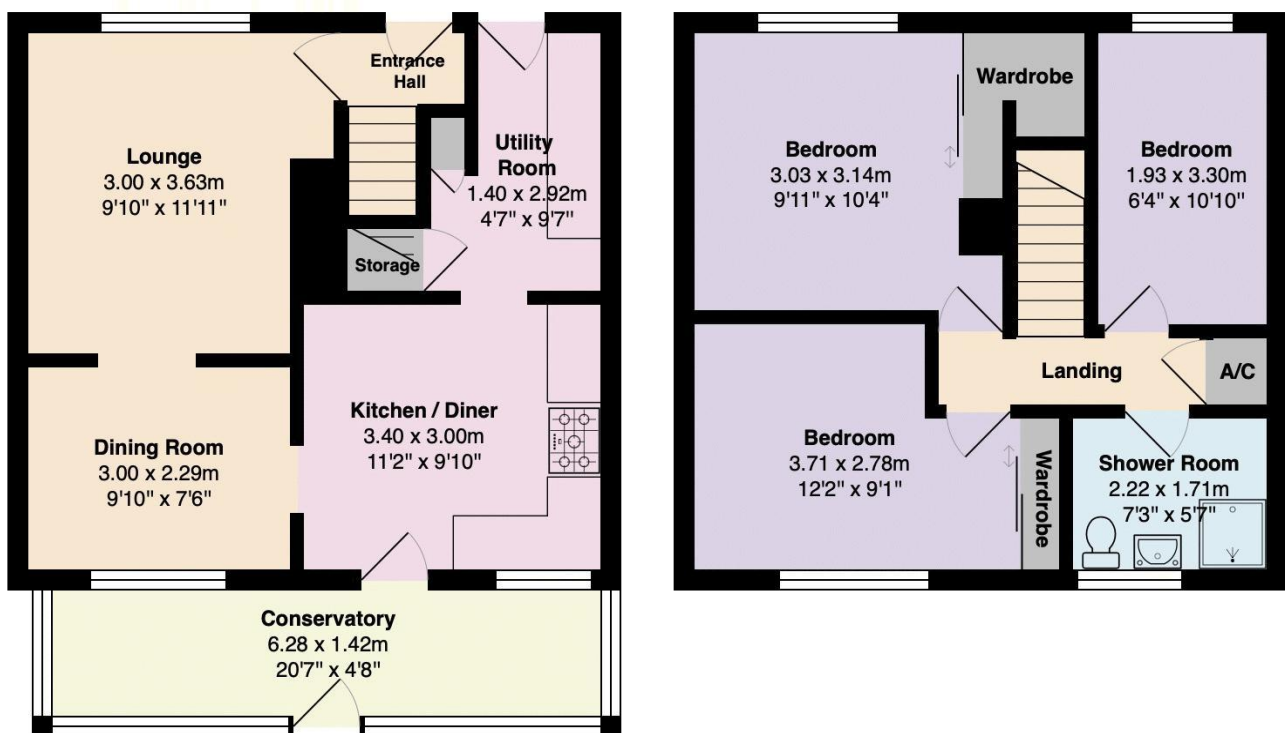 Entrance
Hall
Lounge
3.00 x 3.63m
9'10" x 11'11"
Utility
Room
1.40 x 2.92m
4'7" x 9'7"
Storage
Kitchen / Diner
3.40 x 3.00m
11'2" x 9'10"
Dining Room
3.00 x 2.29m
9'10" x 7'6"
Conservatory
6.28 x 1.42m
20'7" x 4'8"
Wardrobe
Bedroom
3.03 x 3.14m
9'11" x 10'4"
Bedroom
1.93 x 3.30m
6'4" x 10'10"
Landing
A/C
Bedroom
3.71 x 2.78m
12'2" x 9'1"
Wardrobe
Shower Room
2.22 x 1.71m
7'3" x 5'7"